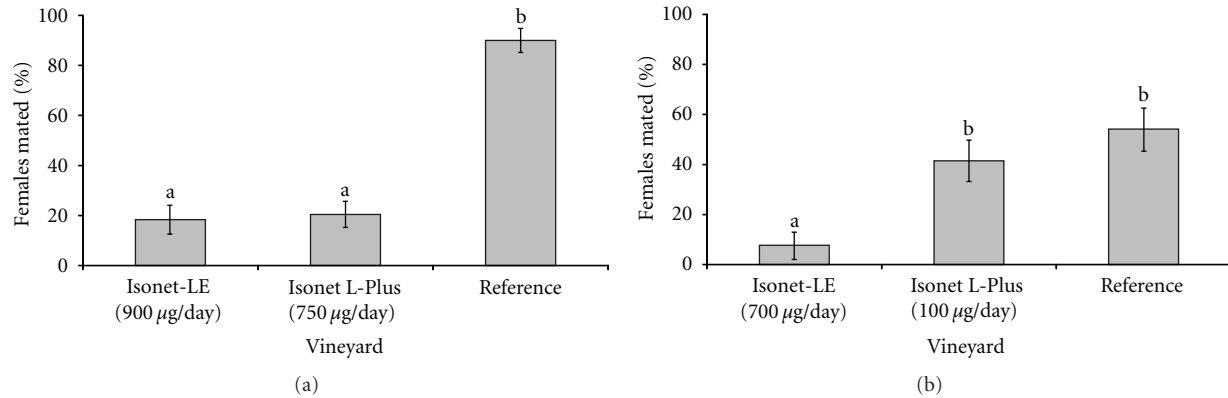 100
80
60
40
20
0
Females mated (%)
a
a
b
Isonet-LE
(900 µg/day)
Isonet L-Plus
(750 µg/day)
Reference
Vineyard
(a)
100
80
60
40
20
0
Females mated (%)
a
b
b
Isonet-LE
(700 µg/day)
Isonet L-Plus
(100 µg/day)
Reference
Vineyard
(b)